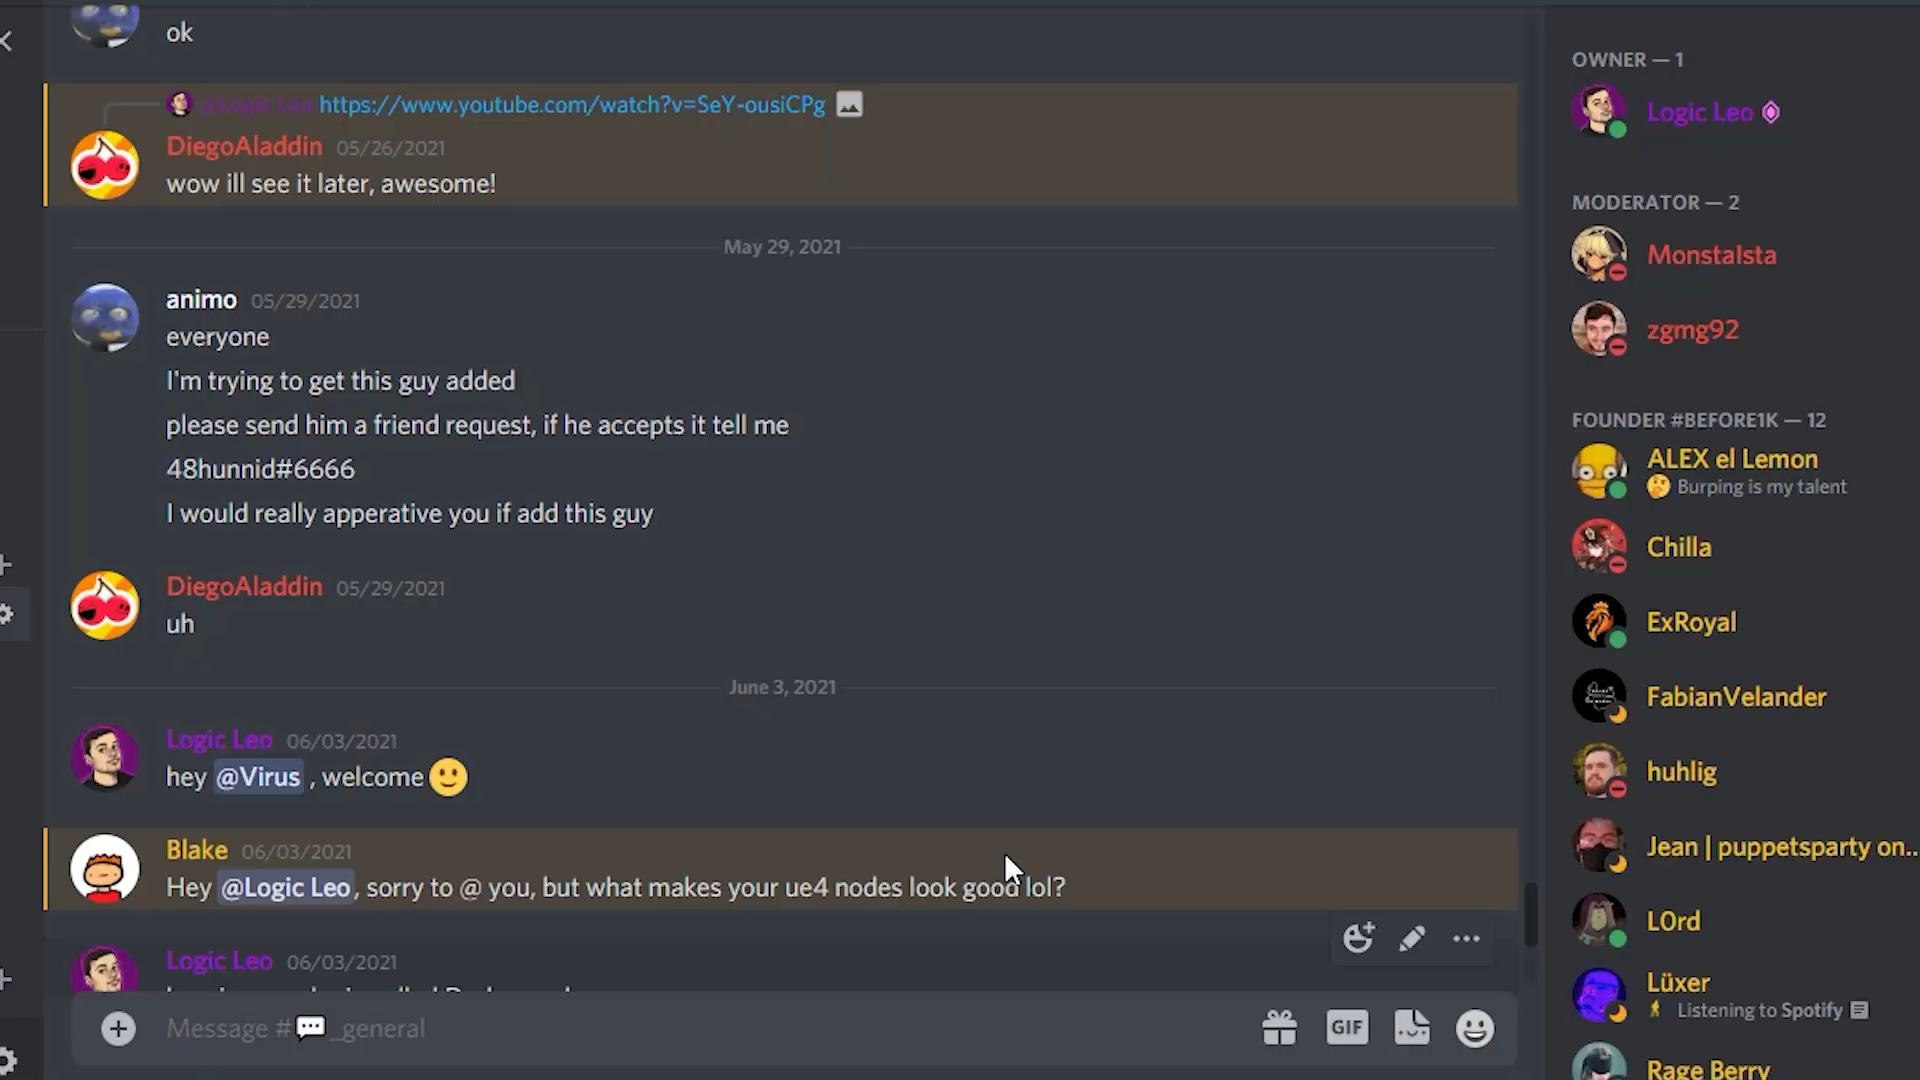 ok
@Logic Leo https://www.youtube.com/watch?v=SeY-ousiCPg
DiegoAladdin 05/26/2021
wow ill see it later, awesome!
May 29, 2021
animo 05/29/2021
everyone
I'm trying to get this guy added
please send him a friend request, if he accepts it tell me
48hunnid#6666
I would really apperative you if add this guy
DiegoAladdin 05/29/2021
uh
June 3, 2021
Logic Leo 06/03/2021
hey @Virus , welcome 🙂
Blake 06/03/2021
Hey @Logic Leo, sorry to @ you, but what makes your ue4 nodes look good lol?
Logic Leo 06/03/2021
Message #💬_general
GIF
OWNER — 1
Logic Leo
MODERATOR — 2
Monstalsta
zgmg92
FOUNDER #BEFORE1K — 12
ALEX el Lemon
🤔 Burping is my talent
Chilla
ExRoyal
FabianVelander
huhlig
Jean | puppetsparty on...
L0rd
Lüxer
Listening to Spotify
Rage Berry